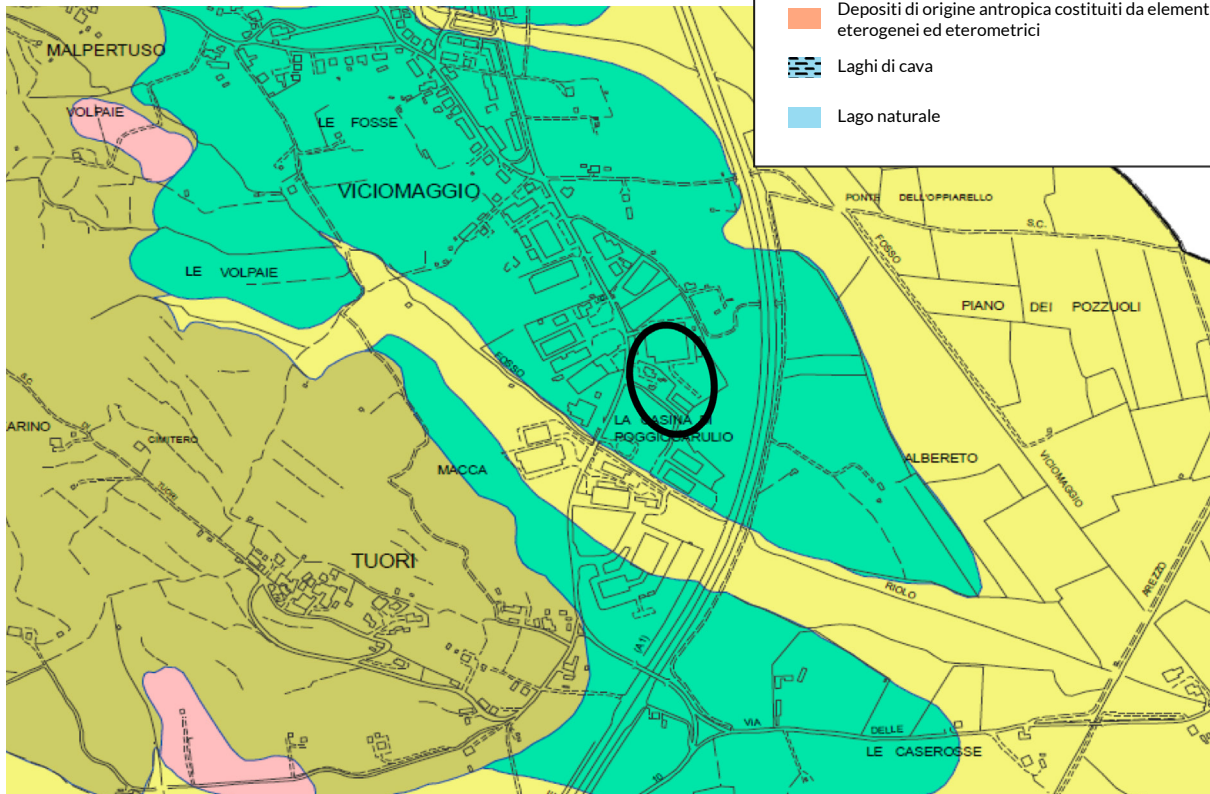 Depositi di origine antropica costituiti da element
eterogenei ed eterometrici
Laghi di cava
Lago naturale
MALPERTUSO
VOLPAIE
LE FOSSE
VICIOMAGGIO
PONTE DELL'OPPIARELLO
S.C.
FOSSO
LE VOLPAIE
PIANO DEI POZZUOLI
FOSSO
S.C.
ARINO
CIMITERO
LA CASINA
POGGIOCARULIO
MACCA
ALBERETO
S.
VICIOMAGGIO
TUORI
TUORI
RIOLO
AREZZO
(A1)
VIA DELLE
LE CASEROSSE
10